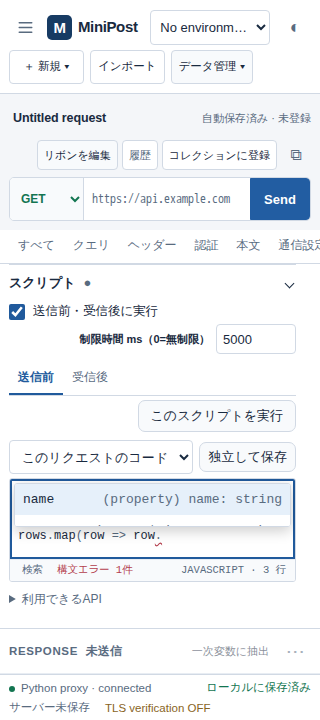 M MiniPost No environm…
＋ 新規 ▾ インポート データ管理 ▾
Untitled request 自動保存済み · 未登録
リボンを編集 履歴 コレクションに登録
GET https://api.example.com Send
すべて クエリ ヘッダー 認証 本文 通信設定
スクリプト
送信前・受信後に実行
制限時間 ms（0=無制限） 5000
送信前 受信後
このスクリプトを実行
このリクエストのコード 独立して保存
name (property) name: string
rows.map(row => row.
検索 構文エラー 1件 JAVASCRIPT · 3 行
利用できるAPI
RESPONSE 未送信 一次変数に抽出 ···
Python proxy · connected ローカルに保存済み
サーバー未保存 TLS verification OFF